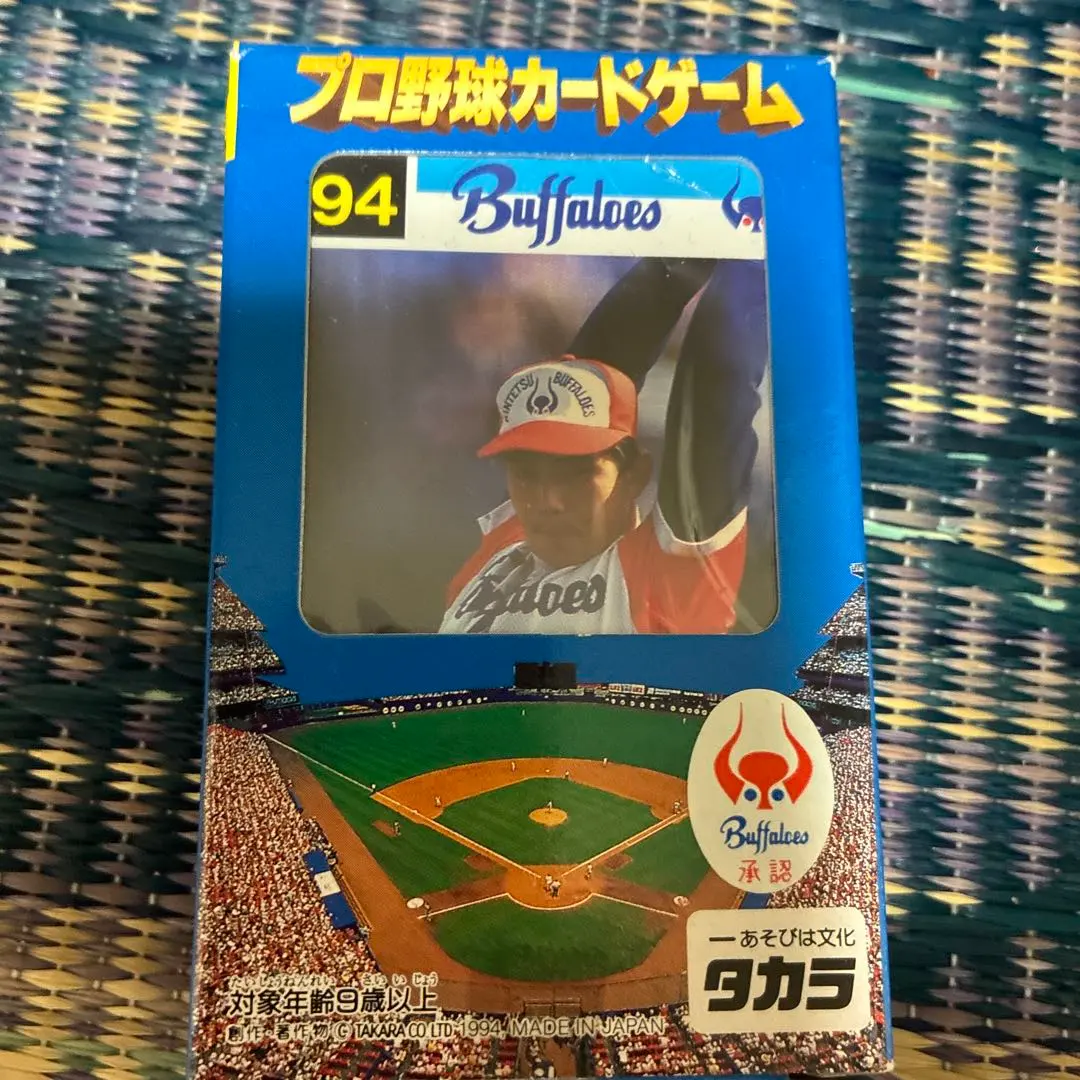 プロ野球カードゲーム
94
Buffaloes
KINTETSU BUFFALOES
Buffaloes
Buffaloes
承認
ーあそびは文化
タカラ
たいしょうねんれい さいいじょう
対象年齢9歳以上
創作・著作物 © TAKARA CO LTD 1994 MADE IN JAPAN